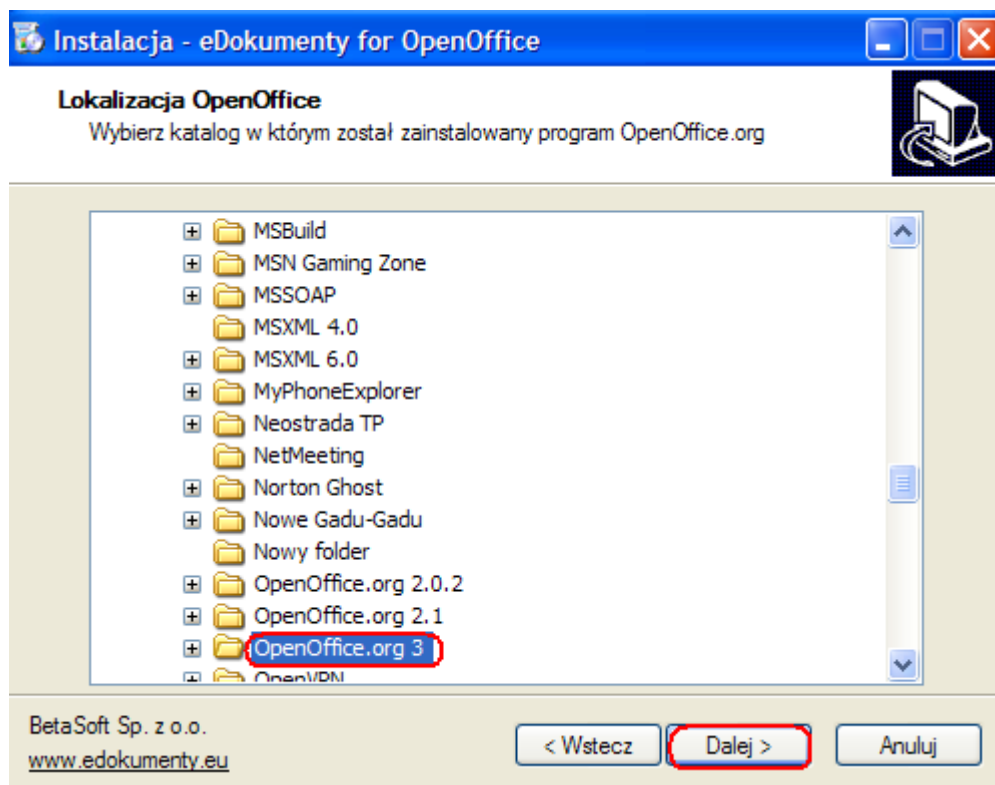 Instalacja - eDokumenty for OpenOffice
Lokalizacja OpenOffice
Wybierz katalog w którym został zainstalowany program OpenOffice.org
MSBuild
MSN Gaming Zone
MSSOAP
MSXML 4.0
MSXML 6.0
MyPhoneExplorer
Neostrada TP
NetMeeting
Norton Ghost
Nowe Gadu-Gadu
Nowy folder
OpenOffice.org 2.0.2
OpenOffice.org 2.1
OpenOffice.org 3
OpenVPN
BetaSoft Sp. z o.o.
www.edokumenty.eu
< Wstecz
Dalej >
Anuluj